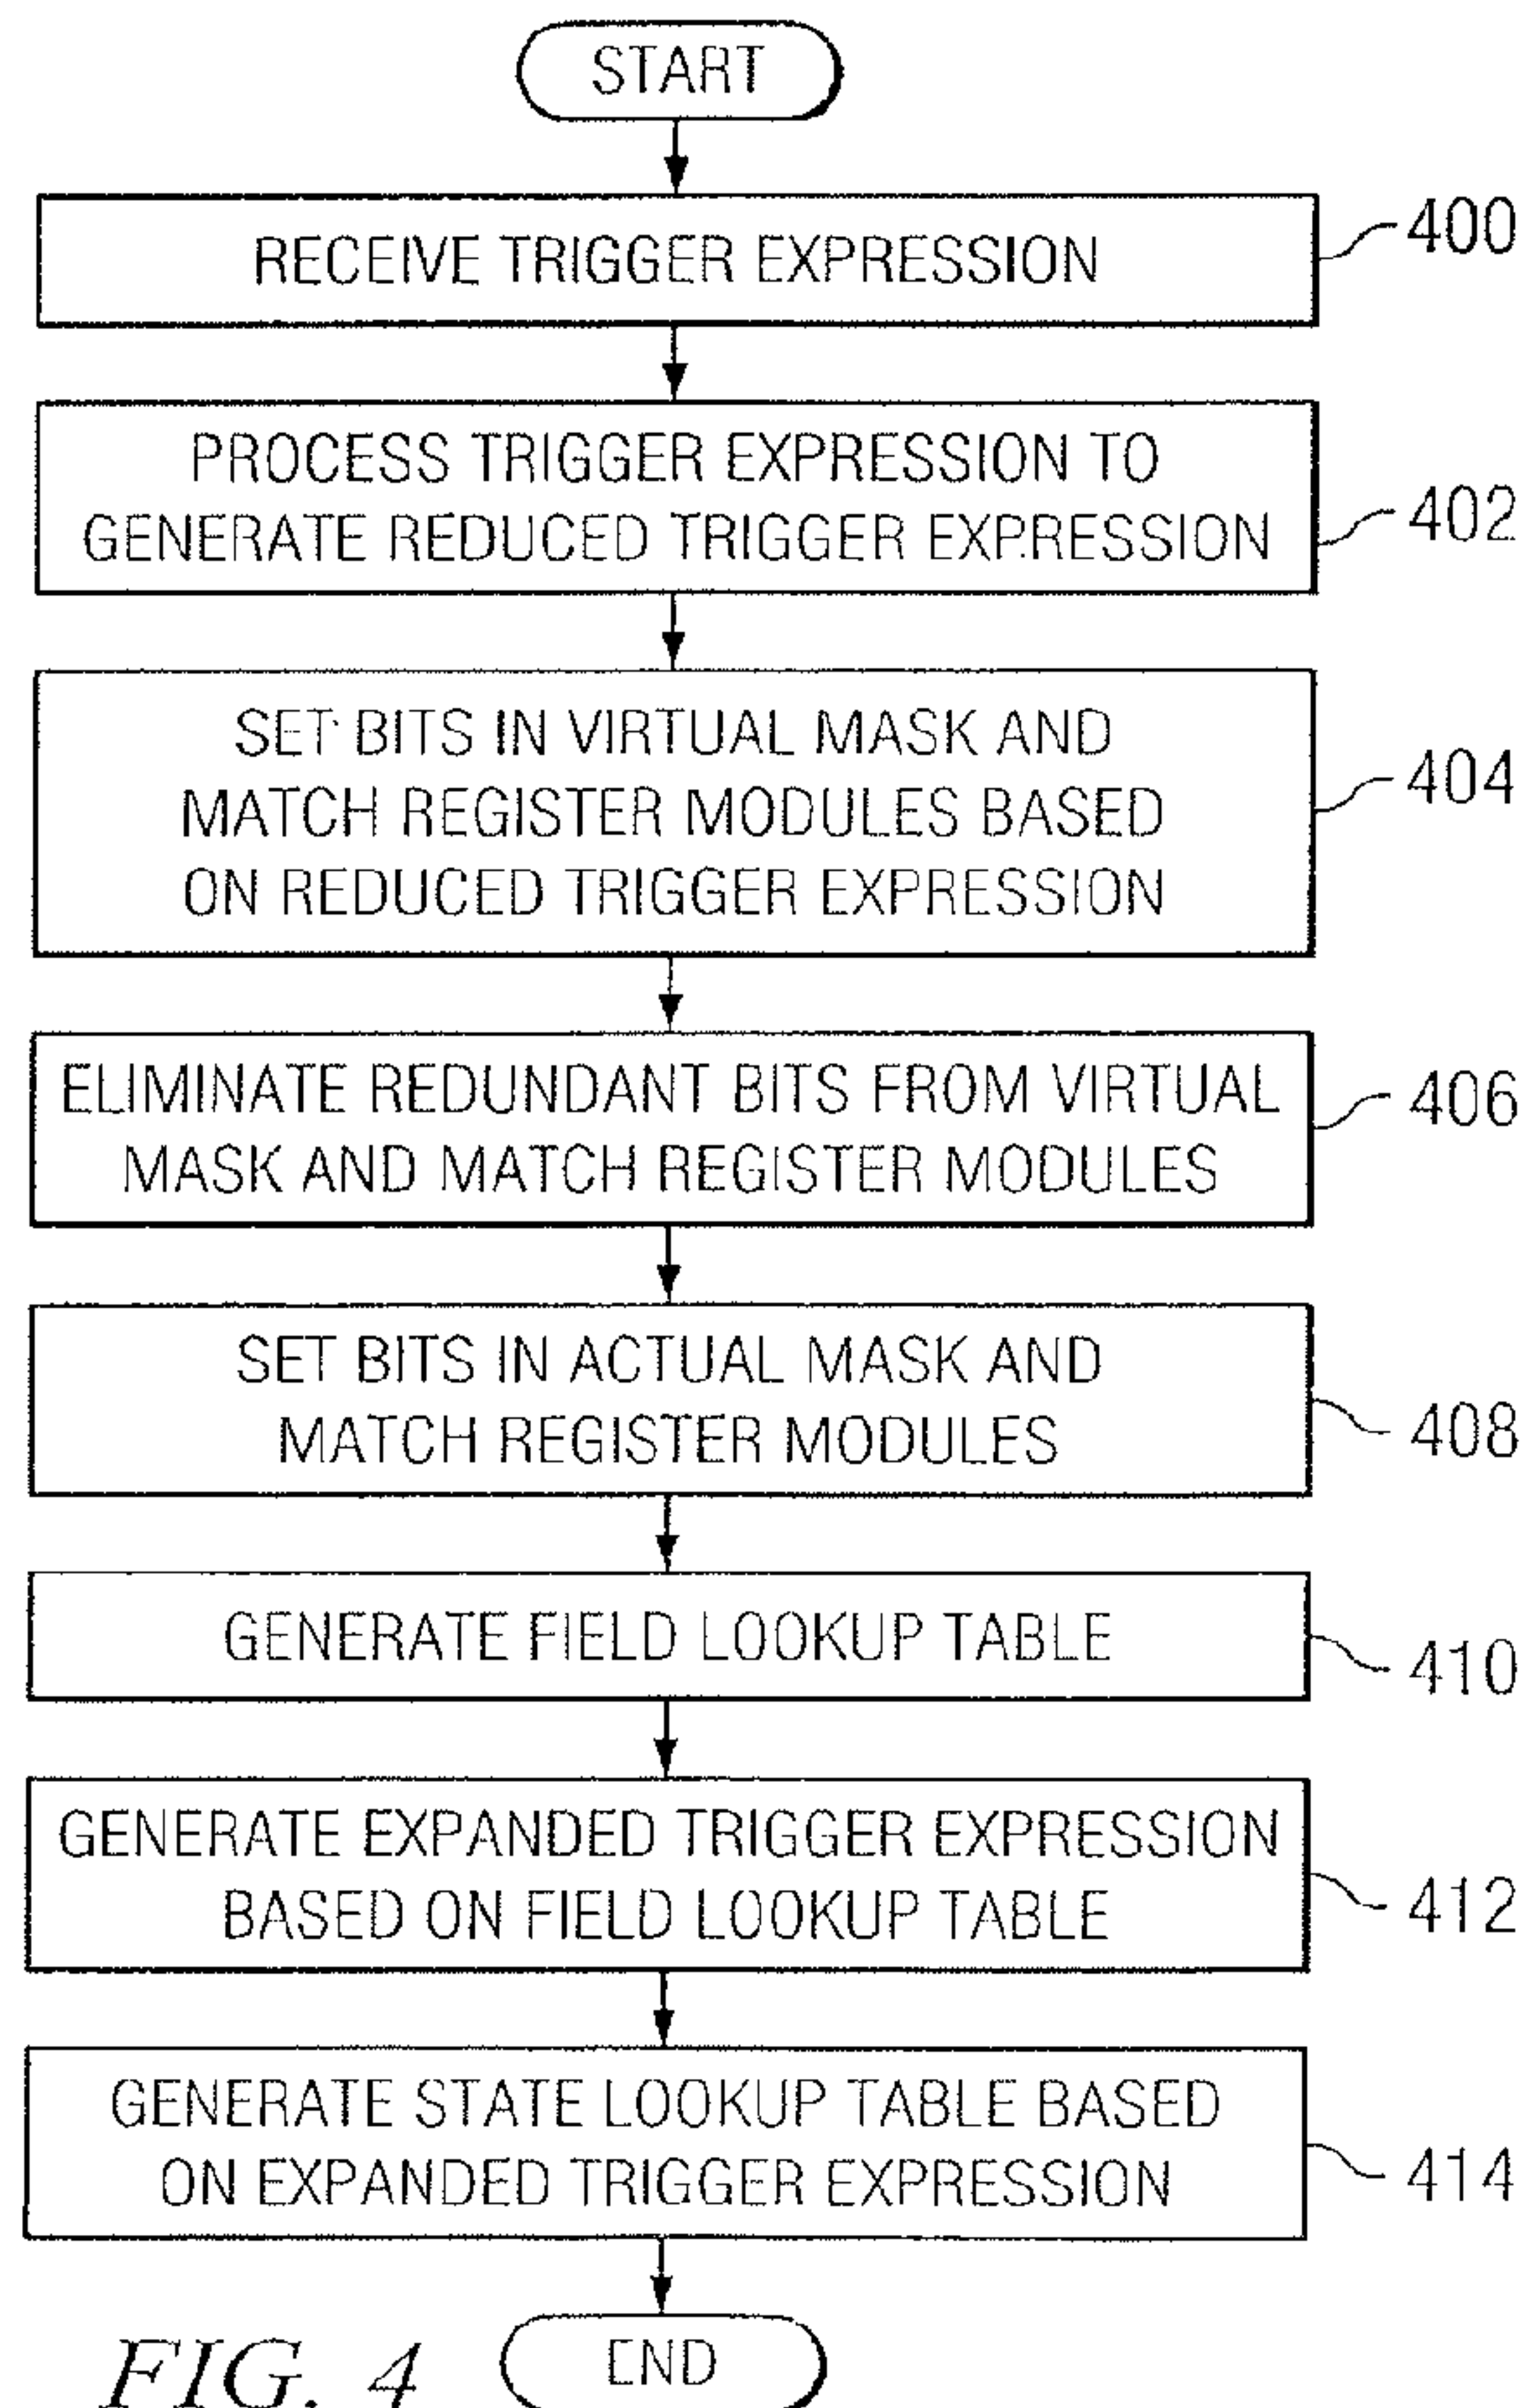 START
RECEIVE TRIGGER EXPRESSION
400
PROCESS TRIGGER EXPRESSION TO
GENERATE REDUCED TRIGGER EXPRESSION
402
SET BITS IN VIRTUAL MASK AND
MATCH REGISTER MODULES BASED
ON REDUCED TRIGGER EXPRESSION
404
ELIMINATE REDUNDANT BITS FROM VIRTUAL
MASK AND MATCH REGISTER MODULES
406
SET BITS IN ACTUAL MASK AND
MATCH REGISTER MODULES
408
GENERATE FIELD LOOKUP TABLE
410
GENERATE EXPANDED TRIGGER EXPRESSION
BASED ON FIELD LOOKUP TABLE
412
GENERATE STATE LOOKUP TABLE BASED
ON EXPANDED TRIGGER EXPRESSION
414
END
FIG. 4